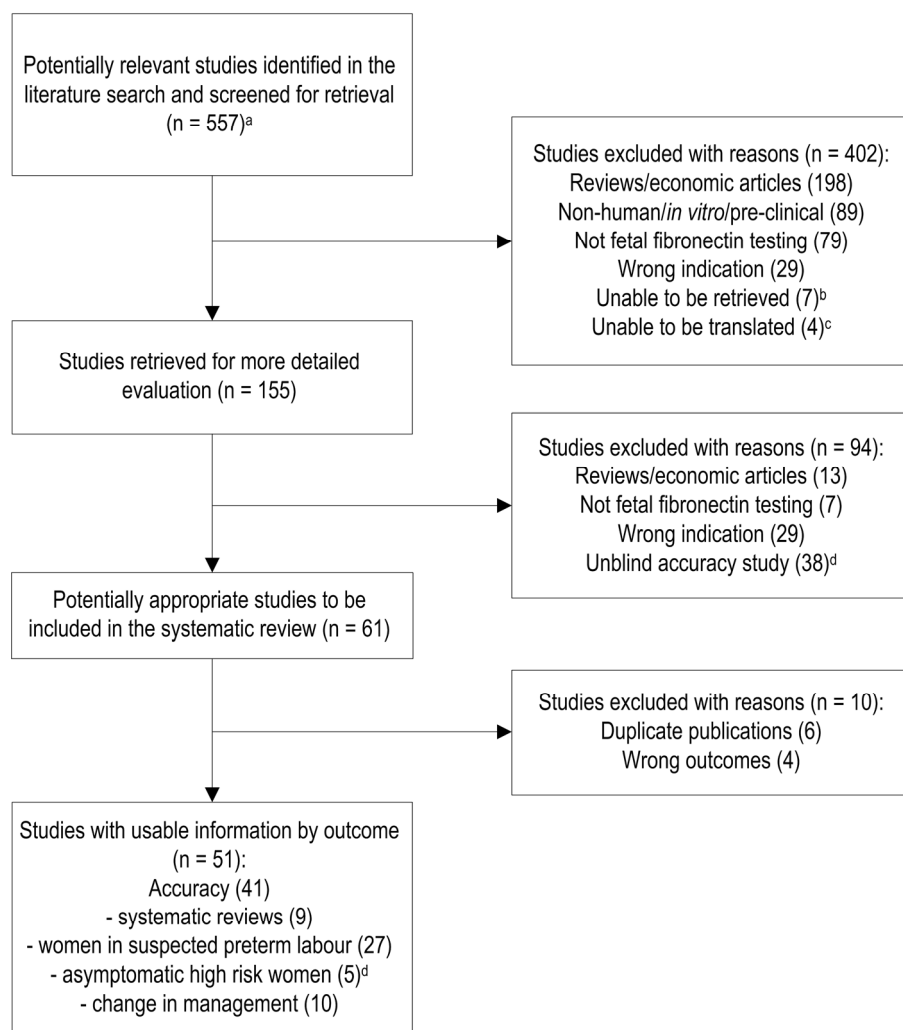 Potentially relevant studies identified in the
literature search and screened for retrieval
(n = 557)ᵃ
Studies excluded with reasons (n = 402):
Reviews/economic articles (198)
Non-human/in vitro/pre-clinical (89)
Not fetal fibronectin testing (79)
Wrong indication (29)
Unable to be retrieved (7)ᵇ
Unable to be translated (4)ᶜ
Studies retrieved for more detailed
evaluation (n = 155)
Studies excluded with reasons (n = 94):
Reviews/economic articles (13)
Not fetal fibronectin testing (7)
Wrong indication (29)
Unblind accuracy study (38)ᵈ
Potentially appropriate studies to be
included in the systematic review (n = 61)
Studies excluded with reasons (n = 10):
Duplicate publications (6)
Wrong outcomes (4)
Studies with usable information by outcome
(n = 51):
Accuracy (41)
- systematic reviews (9)
- women in suspected preterm labour (27)
- asymptomatic high risk women (5)ᵈ
- change in management (10)